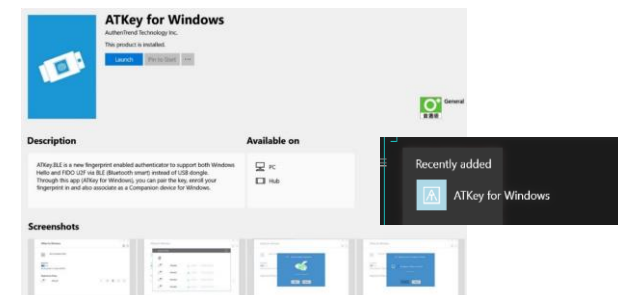 ATKey for Windows
AuthenTrend Technology Inc.
This product is installed.
Launch
Pin to Start
General
普遍級
Description
Available on
ATKey.BLE is a new fingerprint enabled authenticator to support both Windows
Hello and FIDO U2F via BLE (Bluetooth smart) instead of USB dongle.
Through this app (ATKey for Windows), you can pair the key, enroll your
fingerprint in and also associate as a Companion device for Windows.
PC
Hub
Recently added
ATKey for Windows
Screenshots